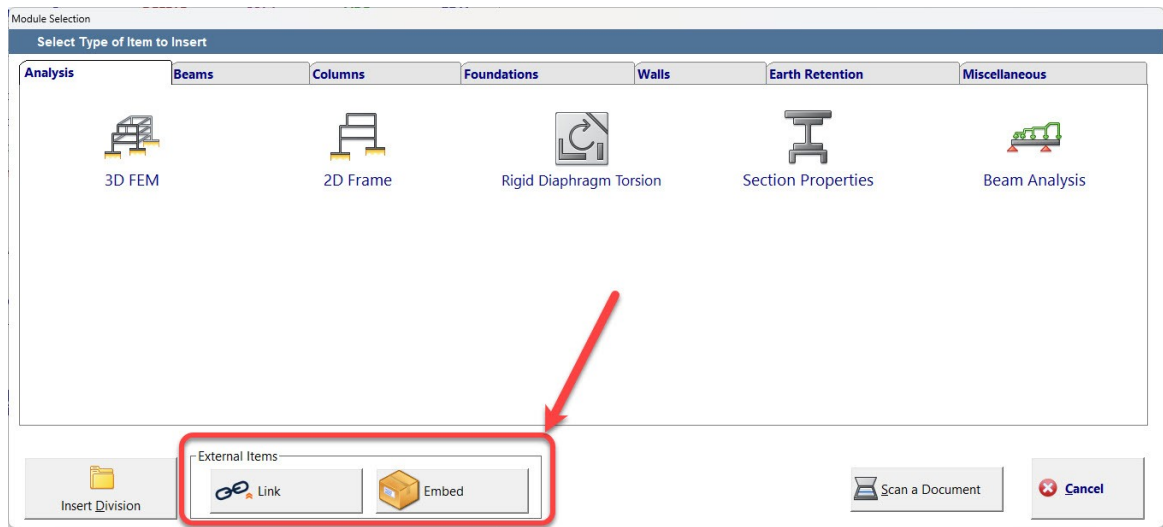 Module Selection
Select Type of Item to Insert
Analysis Beams Columns Foundations Walls Earth Retention Miscellaneous
3D FEM 2D Frame Rigid Diaphragm Torsion Section Properties Beam Analysis
External Items
Link Embed Scan a Document Cancel
Insert Division